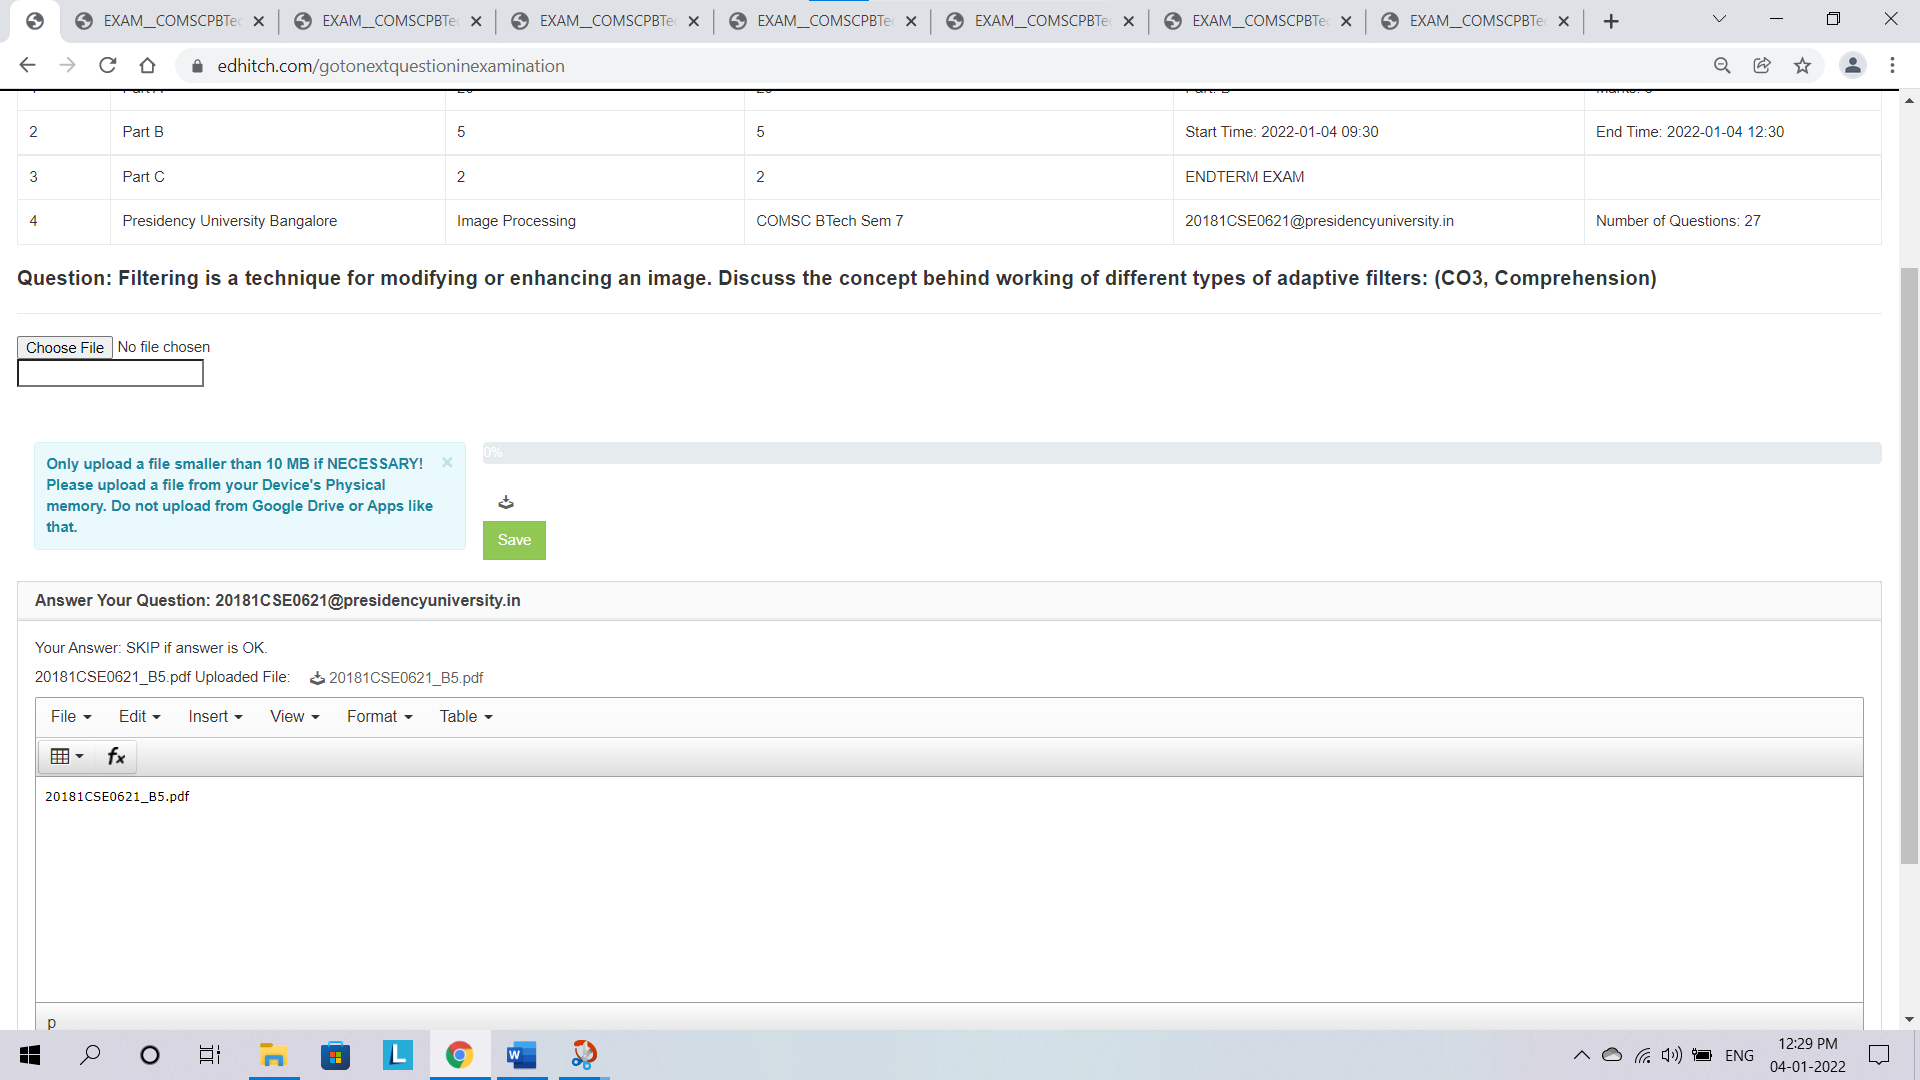 EXAM__COMSCPBTec EXAM__COMSCPBTec EXAM__COMSCPBTec EXAM__COMSCPBTec EXAM__COMSCPBTec EXAM__COMSCPBTec EXAM__COMSCPBTec
edhitch.com/gotonextquestioninexamination
2 Part B 5 5 Start Time: 2022-01-04 09:30 End Time: 2022-01-04 12:30
3 Part C 2 2 ENDTERM EXAM
4 Presidency University Bangalore Image Processing COMSC BTech Sem 7 20181CSE0621@presidencyuniversity.in Number of Questions: 27
Question: Filtering is a technique for modifying or enhancing an image. Discuss the concept behind working of different types of adaptive filters: (CO3, Comprehension)
Choose File No file chosen
Only upload a file smaller than 10 MB if NECESSARY! ×
Please upload a file from your Device's Physical
memory. Do not upload from Google Drive or Apps like
that.
0%
Save
Answer Your Question: 20181CSE0621@presidencyuniversity.in
Your Answer: SKIP if answer is OK.
20181CSE0621_B5.pdf Uploaded File: 20181CSE0621_B5.pdf
File Edit Insert View Format Table
fx
20181CSE0621_B5.pdf
p
L W ENG 12:29 PM
04-01-2022